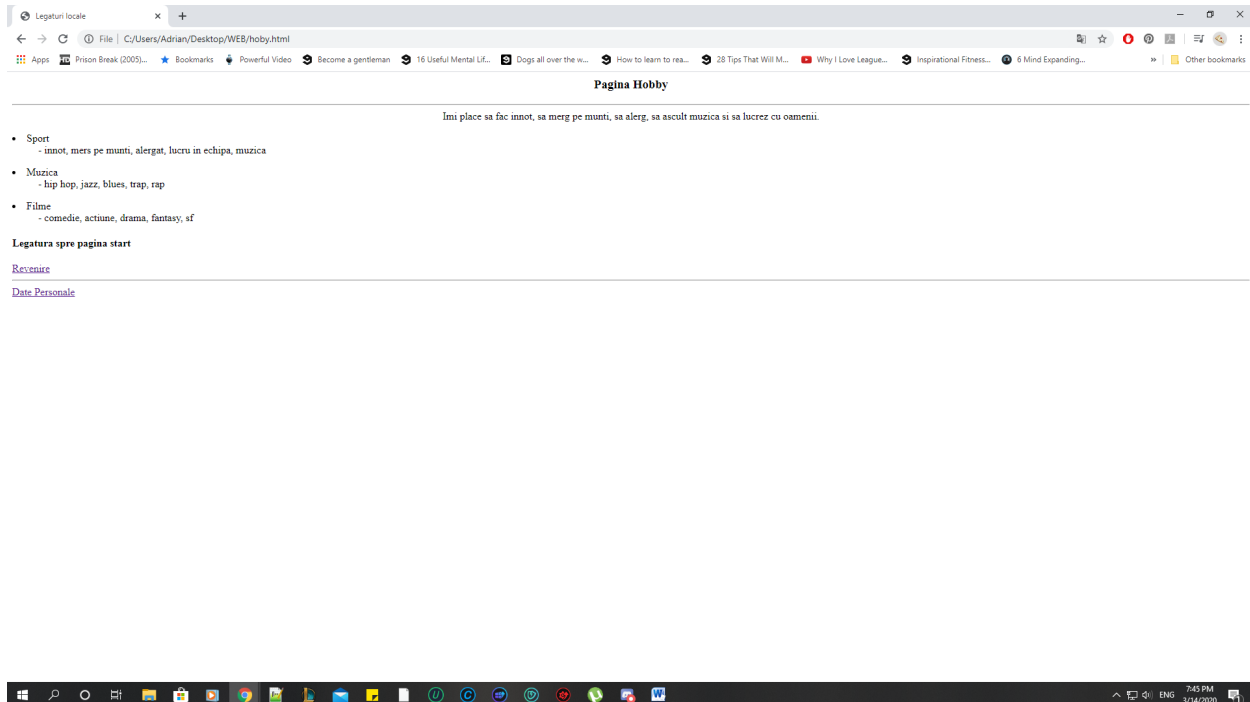 Legaturi locale
File | C:/Users/Adrian/Desktop/WEB/hoby.html
Apps Prison Break (2005)... Bookmarks Powerful Video Become a gentleman 16 Useful Mental Lif... Dogs all over the w... How to learn to rea... 28 Tips That Will M... Why I Love League... Inspirational Fitness... 6 Mind Expanding... » Other bookmarks
Pagina Hobby
Imi place sa fac innot, sa merg pe munti, sa alerg, sa ascult muzica si sa lucrez cu oamenii.
• Sport
- innot, mers pe munti, alergat, lucru in echipa, muzica
• Muzica
- hip hop, jazz, blues, trap, rap
• Filme
- comedie, actiune, drama, fantasy, sf
Legatura spre pagina start
Revenire
Date Personale
ENG 7:45 PM
3/14/2020